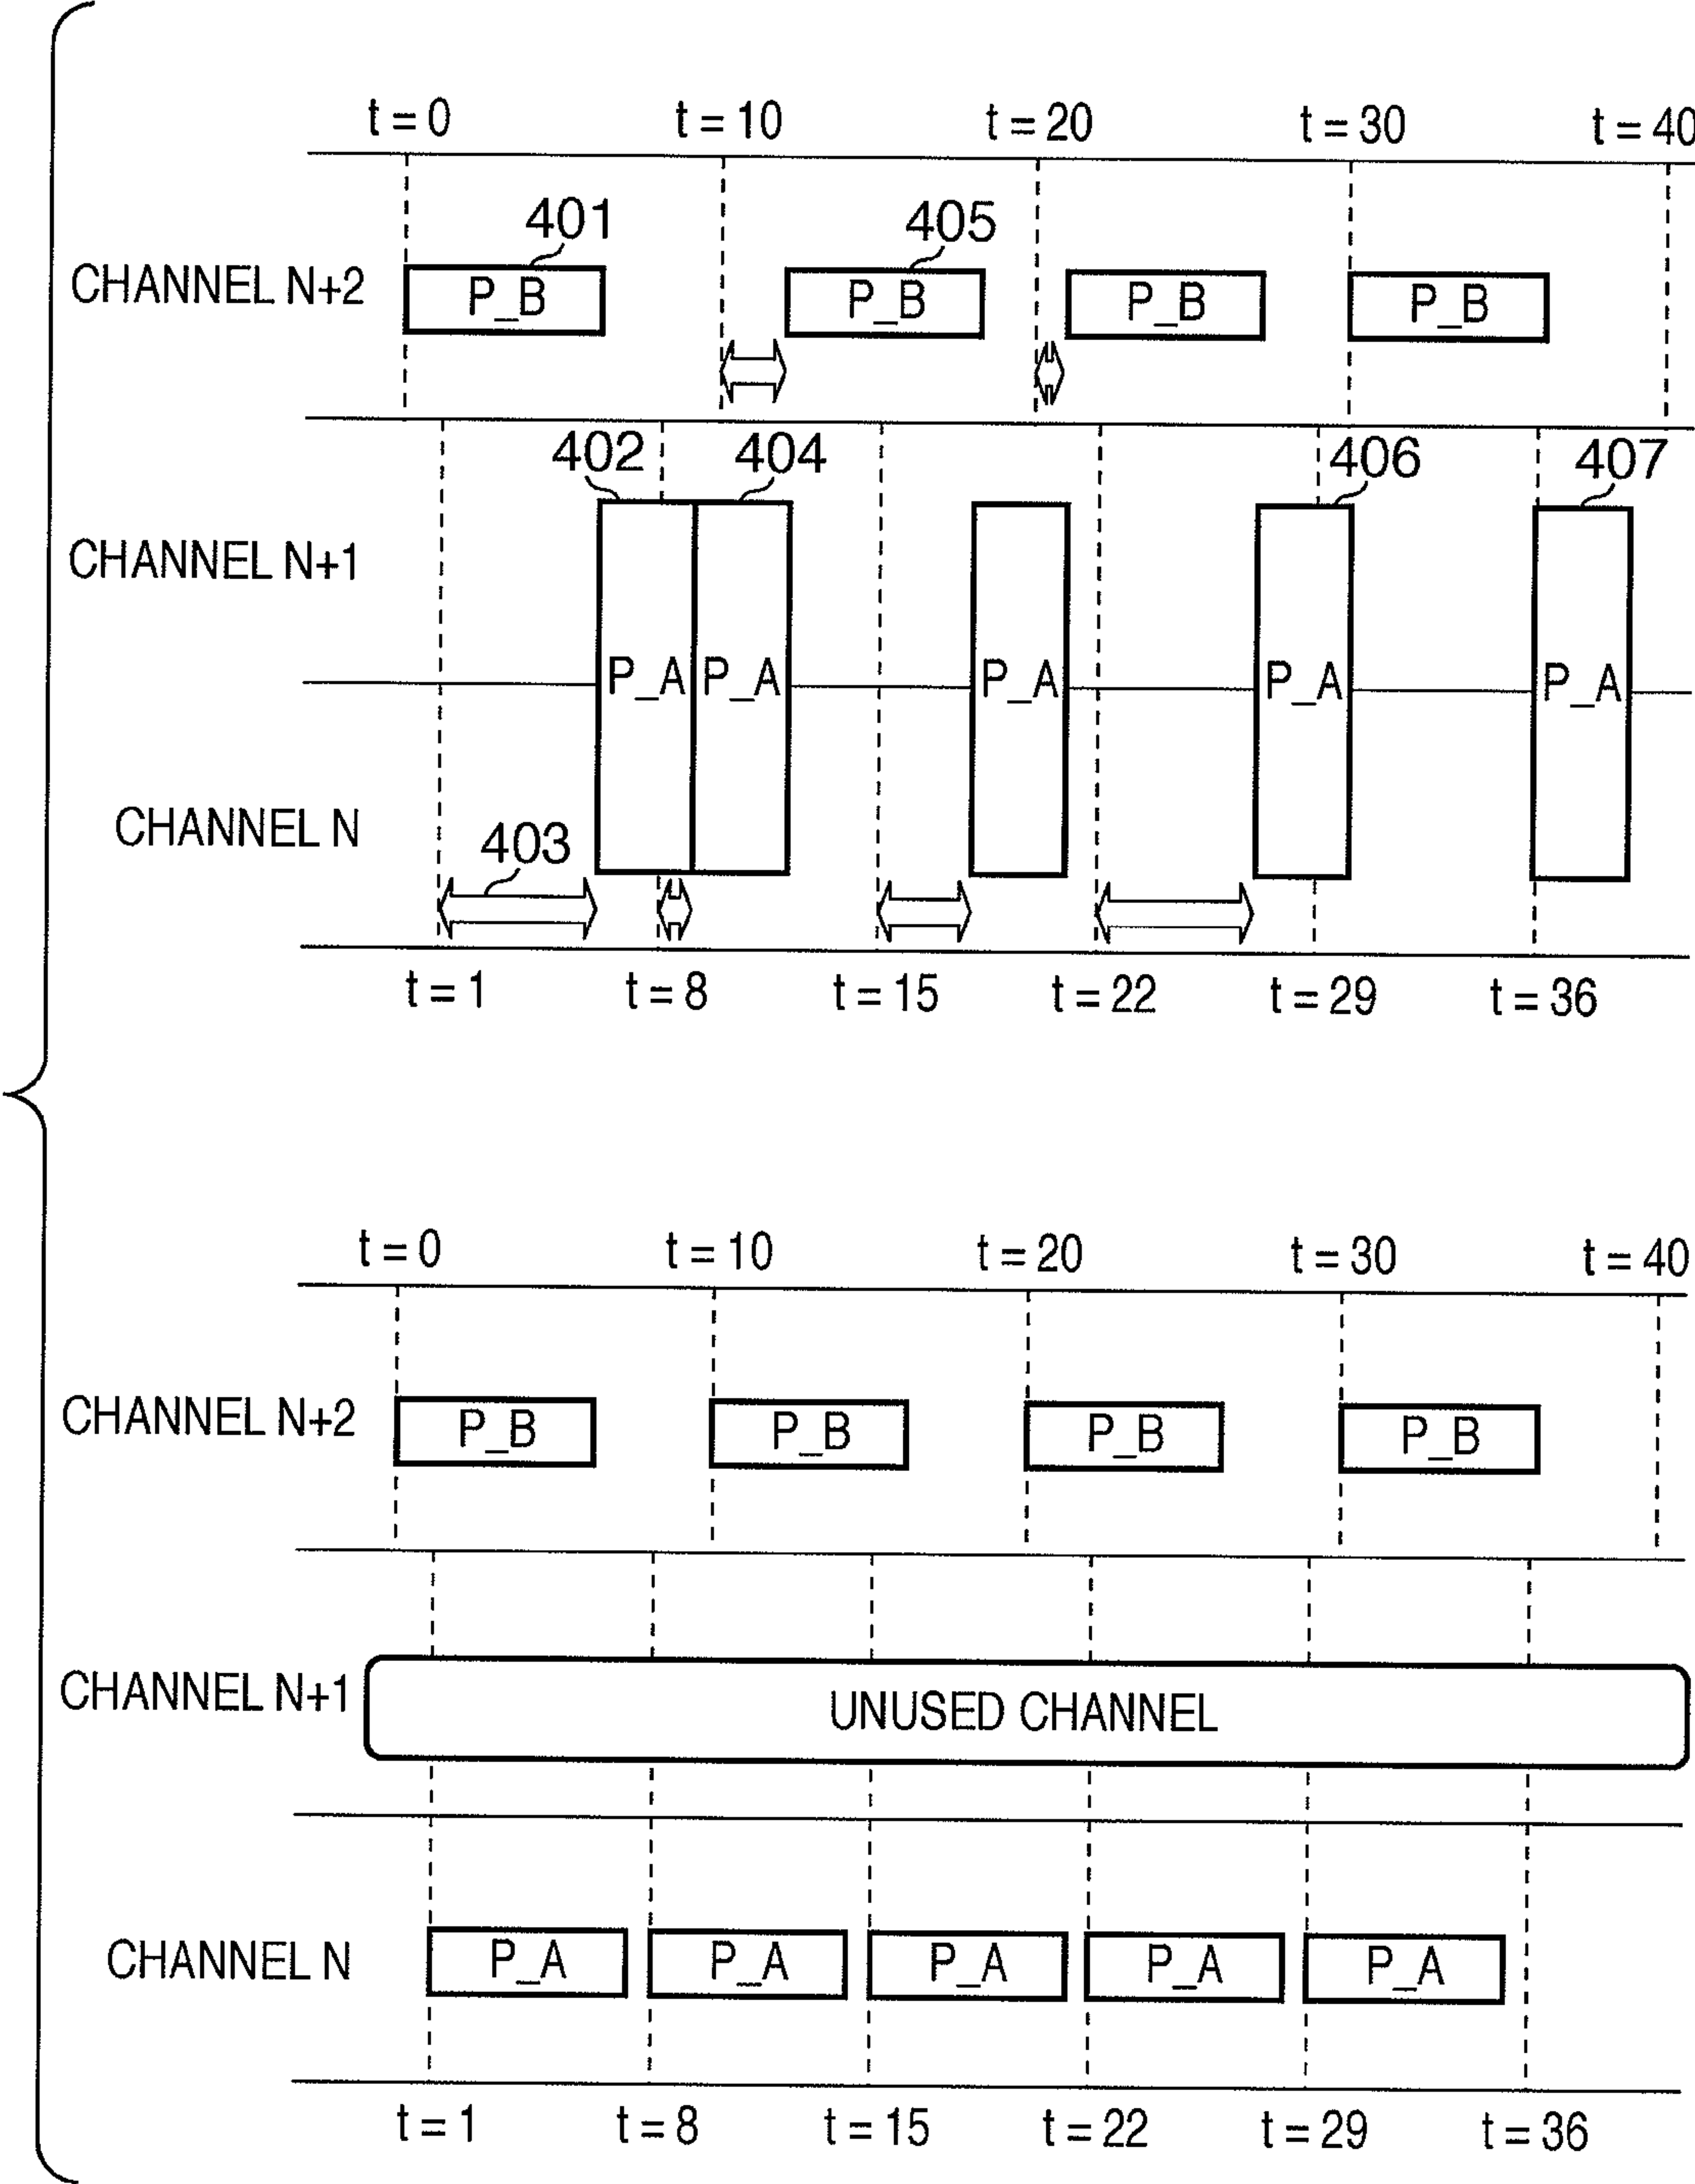 t = 0 t = 10 t = 20 t = 30 t = 40
401 405
CHANNEL N+2 P_B P_B P_B P_B
402 404 406 407
CHANNEL N+1
P_A P_A P_A P_A P_A
CHANNEL N
403
t = 1 t = 8 t = 15 t = 22 t = 29 t = 36
t = 0 t = 10 t = 20 t = 30 t = 40
CHANNEL N+2 P_B P_B P_B P_B
CHANNEL N+1 UNUSED CHANNEL
CHANNEL N P_A P_A P_A P_A P_A
t = 1 t = 8 t = 15 t = 22 t = 29 t = 36